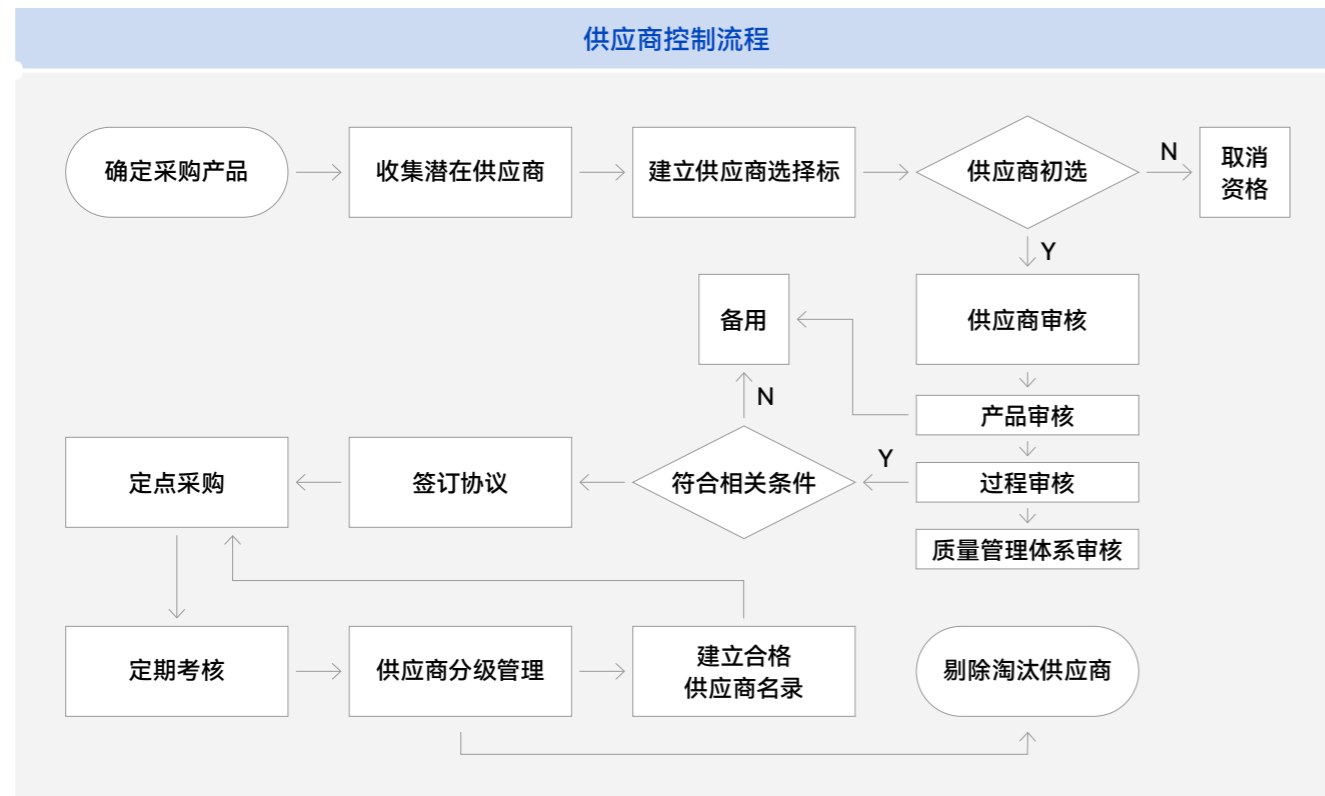 供应商控制流程
确定采购产品
收集潜在供应商
建立供应商选择标
供应商初选
N
取消
资格
Y
备用
供应商审核
N
产品审核
定点采购
签订协议
符合相关条件
Y
过程审核
质量管理体系审核
定期考核
供应商分级管理
建立合格
供应商名录
剔除淘汰供应商